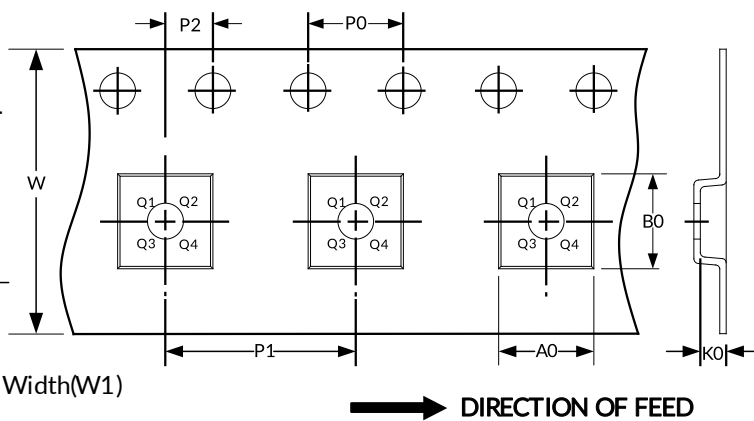 P2
P0
W
Q1 Q2
Q3 Q4
Q1 Q2
Q3 Q4
Q1 Q2
Q3 Q4
B0
P1
A0
K0
Width(W1)
DIRECTION OF FEED